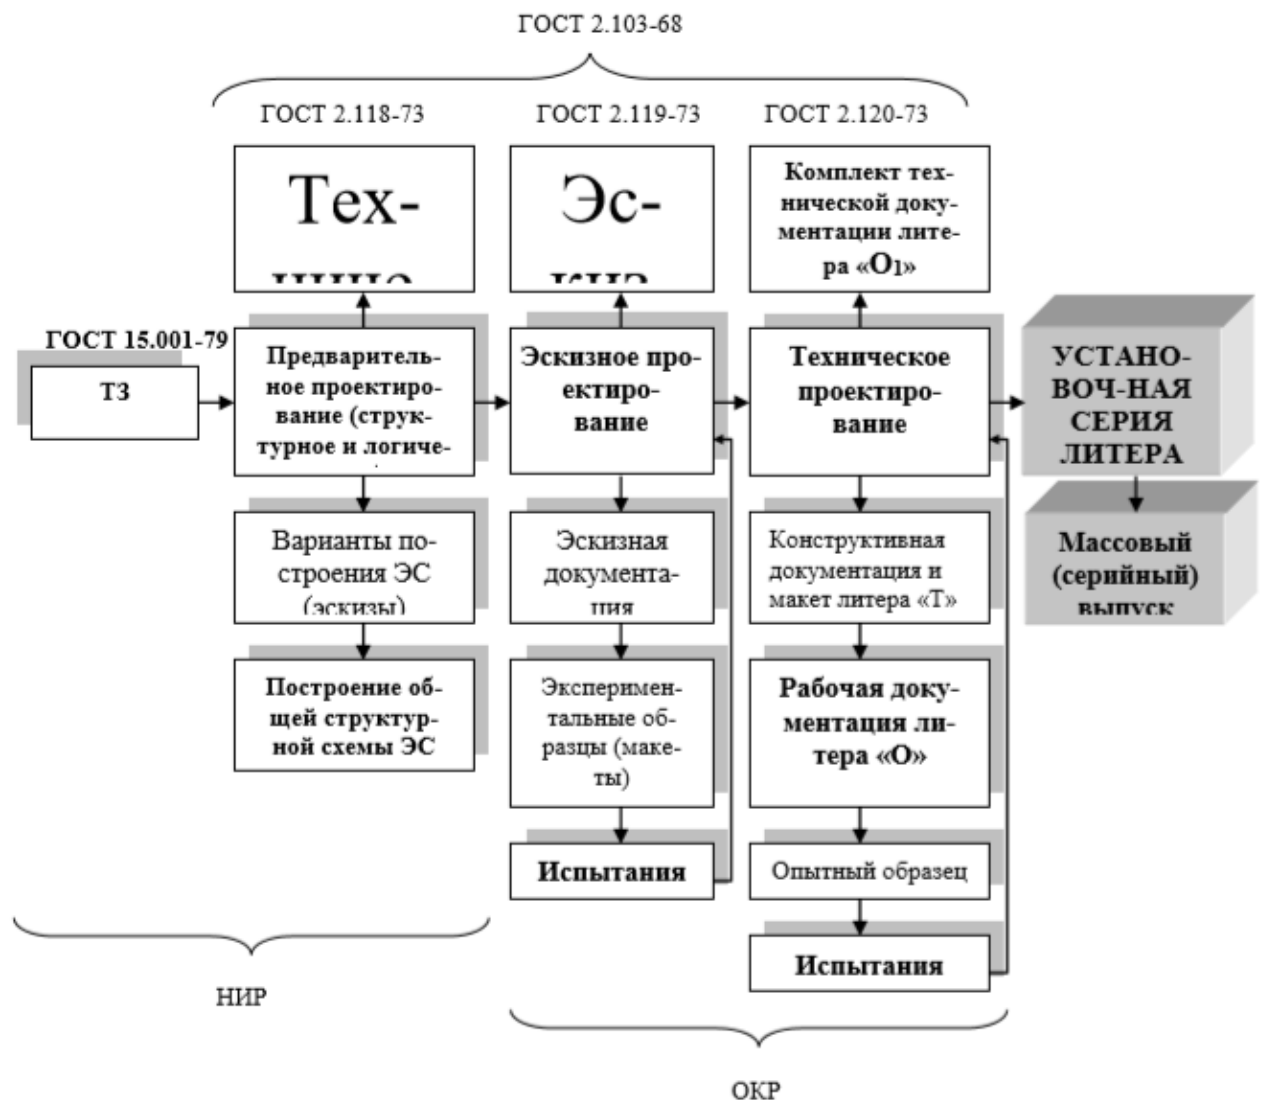 ГОСТ 2.103-68
ГОСТ 2.118-73
ГОСТ 2.119-73
ГОСТ 2.120-73
Тех-
Эс-
Комплект тех-
нической доку-
ментации лите-
ра «О1»
ГОСТ 15.001-79
ТЗ
Предваритель-
ное проектиро-
вание (струк-
турное и логиче-
Эскизное про-
ектиро-
вание
Техническое
проектиро-
вание
УСТАНО-
ВОЧ-НАЯ
СЕРИЯ
ЛИТЕРА
Варианты по-
строения ЭС
(эскизы)
Эскизная
документа-
ция
Конструктивная
документация и
макет литера «Т»
Массовый
(серийный)
выпуск
Построение об-
щей структур-
ной схемы ЭС
Эксперимен-
тальные об-
разцы (маке-
ты)
Рабочая доку-
ментация ли-
тера «О»
Испытания
Опытный образец
Испытания
НИР
ОКР